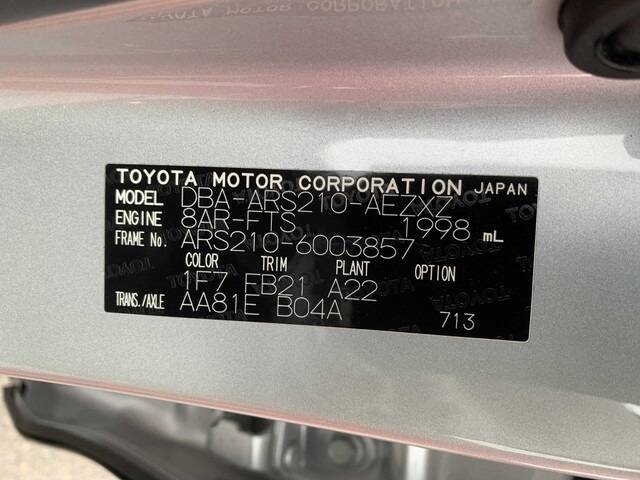 TOYOTA MOTOR CORPORATION JAPAN
MODEL DBA-ARS210-AEZXZ
ENGINE 8AR-FTS 1998 mL
FRAME No. ARS210-6003857
COLOR TRIM PLANT OPTION
1F7 FB21 A22
TRANS./AXLE AA81E B04A
713